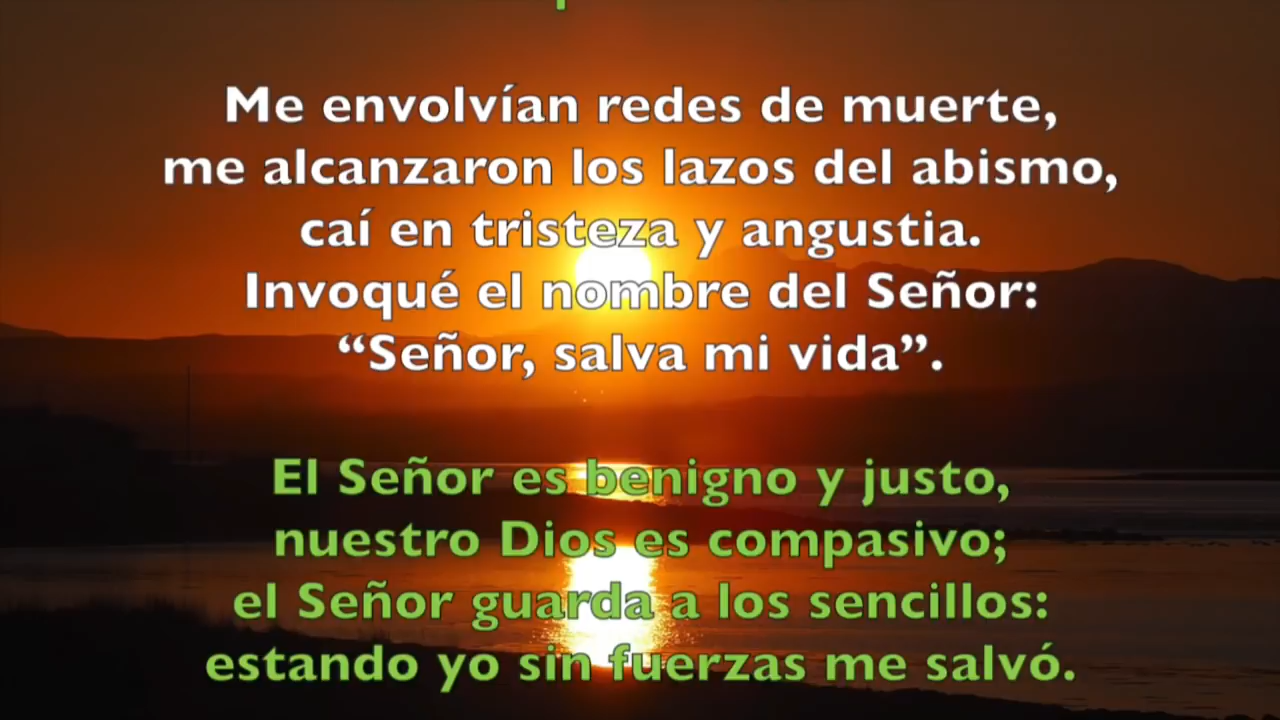 Me envolvían redes de muerte,
me alcanzaron los lazos del abismo,
caí en tristeza y angustia.
Invoqué el nombre del Señor:
“Señor, salva mi vida”.
El Señor es benigno y justo,
nuestro Dios es compasivo;
el Señor guarda a los sencillos:
estando yo sin fuerzas me salvó.